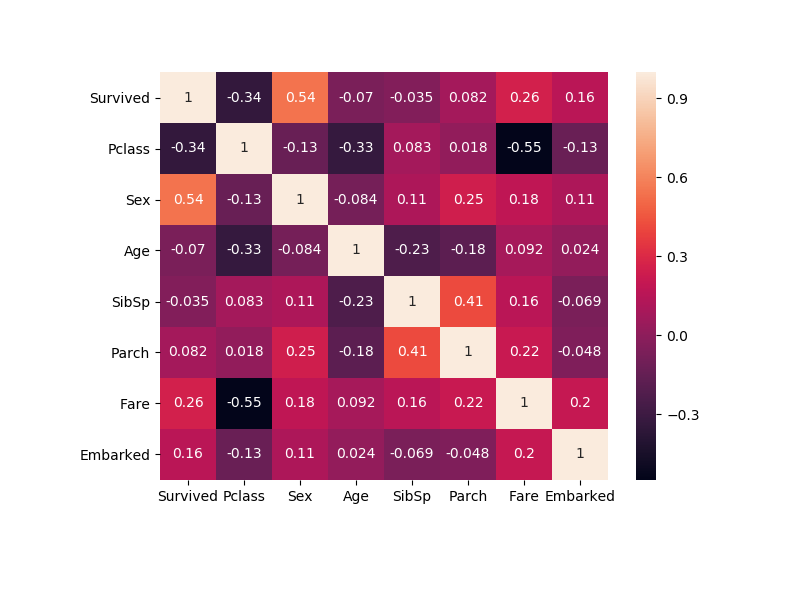 Survived 1 -0.34 0.54 -0.07 -0.035 0.082 0.26 0.16
Pclass -0.34 1 -0.13 -0.33 0.083 0.018 -0.55 -0.13
Sex 0.54 -0.13 1 -0.084 0.11 0.25 0.18 0.11
Age -0.07 -0.33 -0.084 1 -0.23 -0.18 0.092 0.024
SibSp -0.035 0.083 0.11 -0.23 1 0.41 0.16 -0.069
Parch 0.082 0.018 0.25 -0.18 0.41 1 0.22 -0.048
Fare 0.26 -0.55 0.18 0.092 0.16 0.22 1 0.2
Embarked 0.16 -0.13 0.11 0.024 -0.069 -0.048 0.2 1
Survived Pclass Sex Age SibSp Parch Fare Embarked
0.9
0.6
0.3
0.0
−0.3